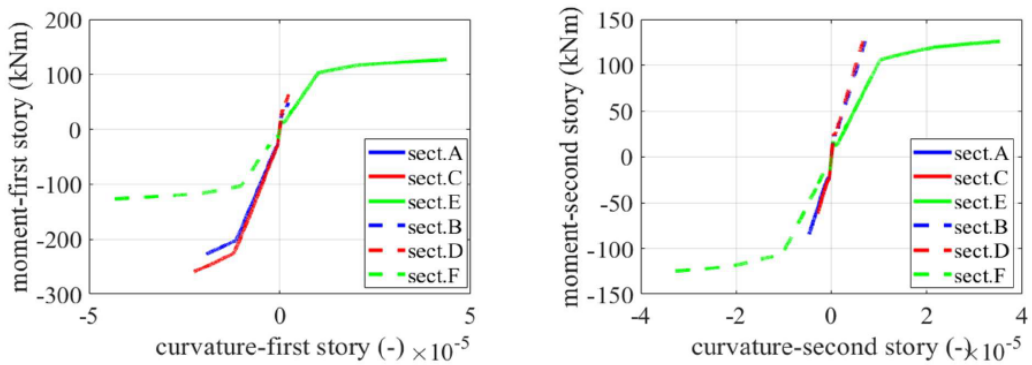 200
100
0
-100
-200
-300
moment-first story (kNm)
sect.A
sect.C
sect.E
sect.B
sect.D
sect.F
-5
0
5
curvature-first story (-) ×10-5
150
100
50
0
-50
-100
-150
moment-second story (kNm)
sect.A
sect.C
sect.E
sect.B
sect.D
sect.F
-4
-2
0
2
4
curvature-second story (-) ×10-5